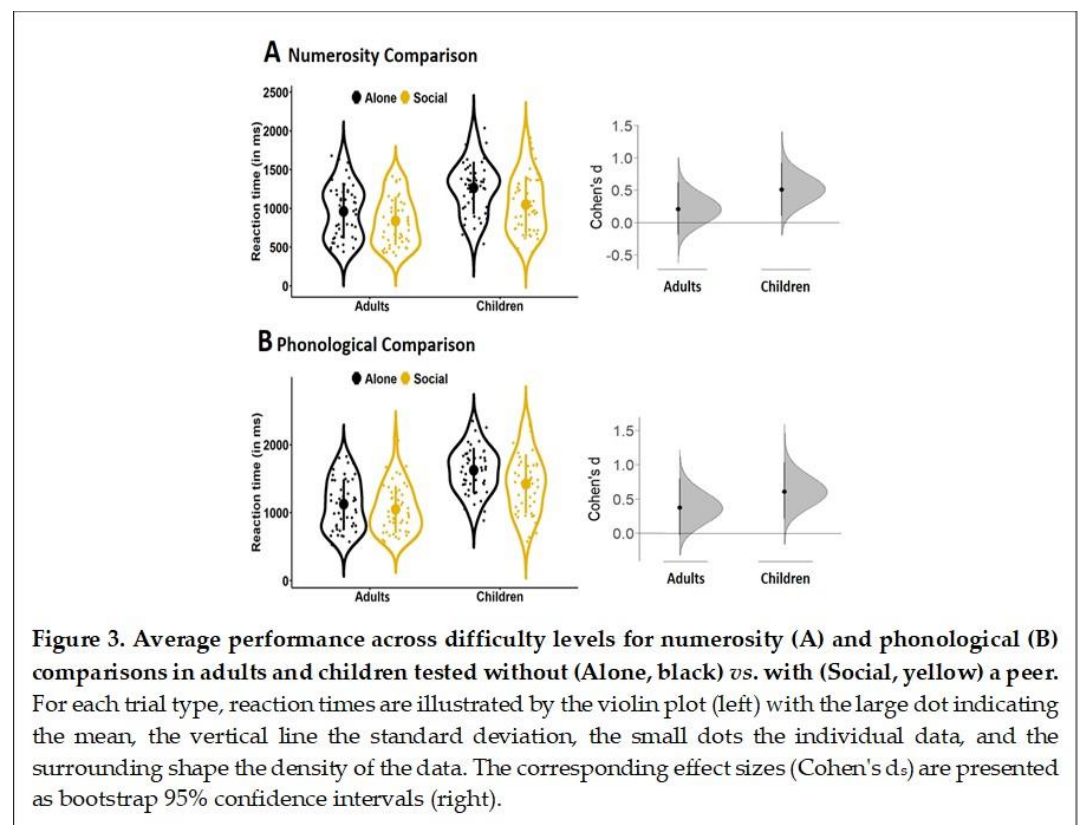 A Numerosity Comparison
Alone Social
Reaction time (in ms)
2500
2000
1500
1000
500
0
Adults Children
Cohen's d
1.5
1.0
0.5
0.0
-0.5
Adults Children
B Phonological Comparison
Alone Social
Reaction time (in ms)
2000
1000
0
Adults Children
Cohen's d
1.5
1.0
0.5
0.0
Adults Children
Figure 3. Average performance across difficulty levels for numerosity (A) and phonological (B)
comparisons in adults and children tested without (Alone, black) vs. with (Social, yellow) a peer.
For each trial type, reaction times are illustrated by the violin plot (left) with the large dot indicating
the mean, the vertical line the standard deviation, the small dots the individual data, and the
surrounding shape the density of the data. The corresponding effect sizes (Cohen's ds) are presented
as bootstrap 95% confidence intervals (right).